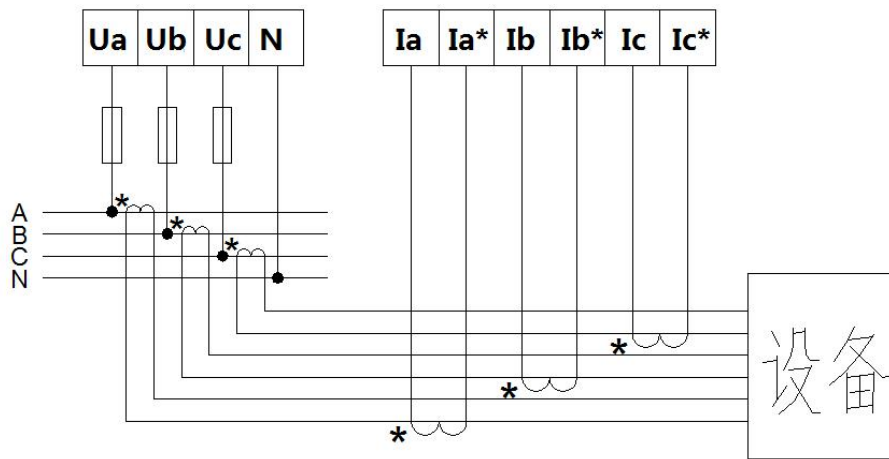 Ua Ub Uc N
Ia Ia* Ib Ib* Ic Ic*
A *
B *
C *
N
*
*
*
设备